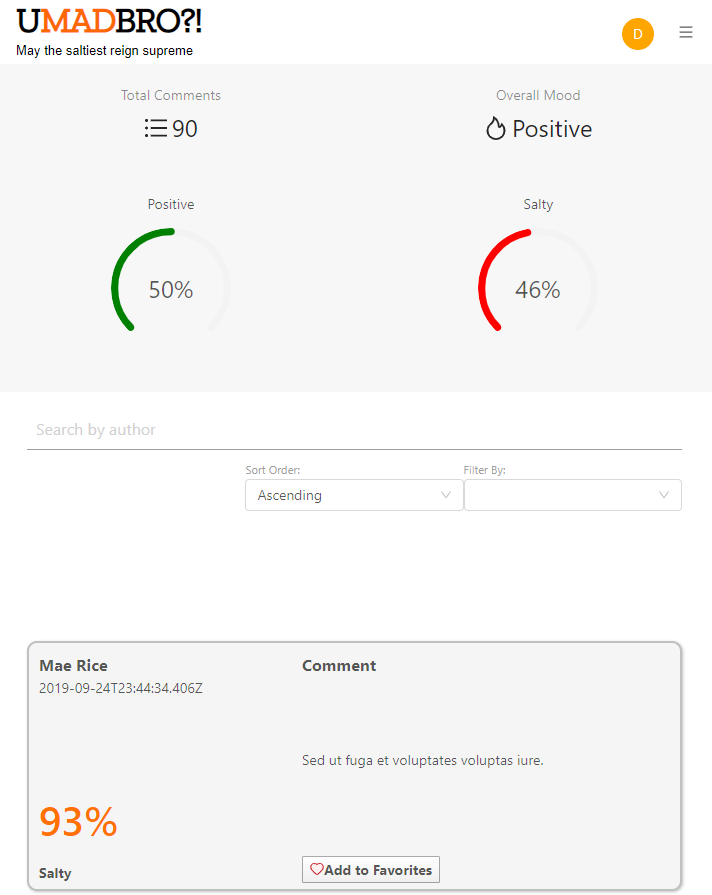 UMADBRO?!
May the saltiest reign supreme
D
Total Comments
90
Overall Mood
Positive
Positive
50%
Salty
46%
Search by author
Sort Order:
Filter By:
Ascending
Mae Rice
2019-09-24T23:44:34.406Z
Comment
Sed ut fuga et voluptates voluptas iure.
93%
Salty
Add to Favorites